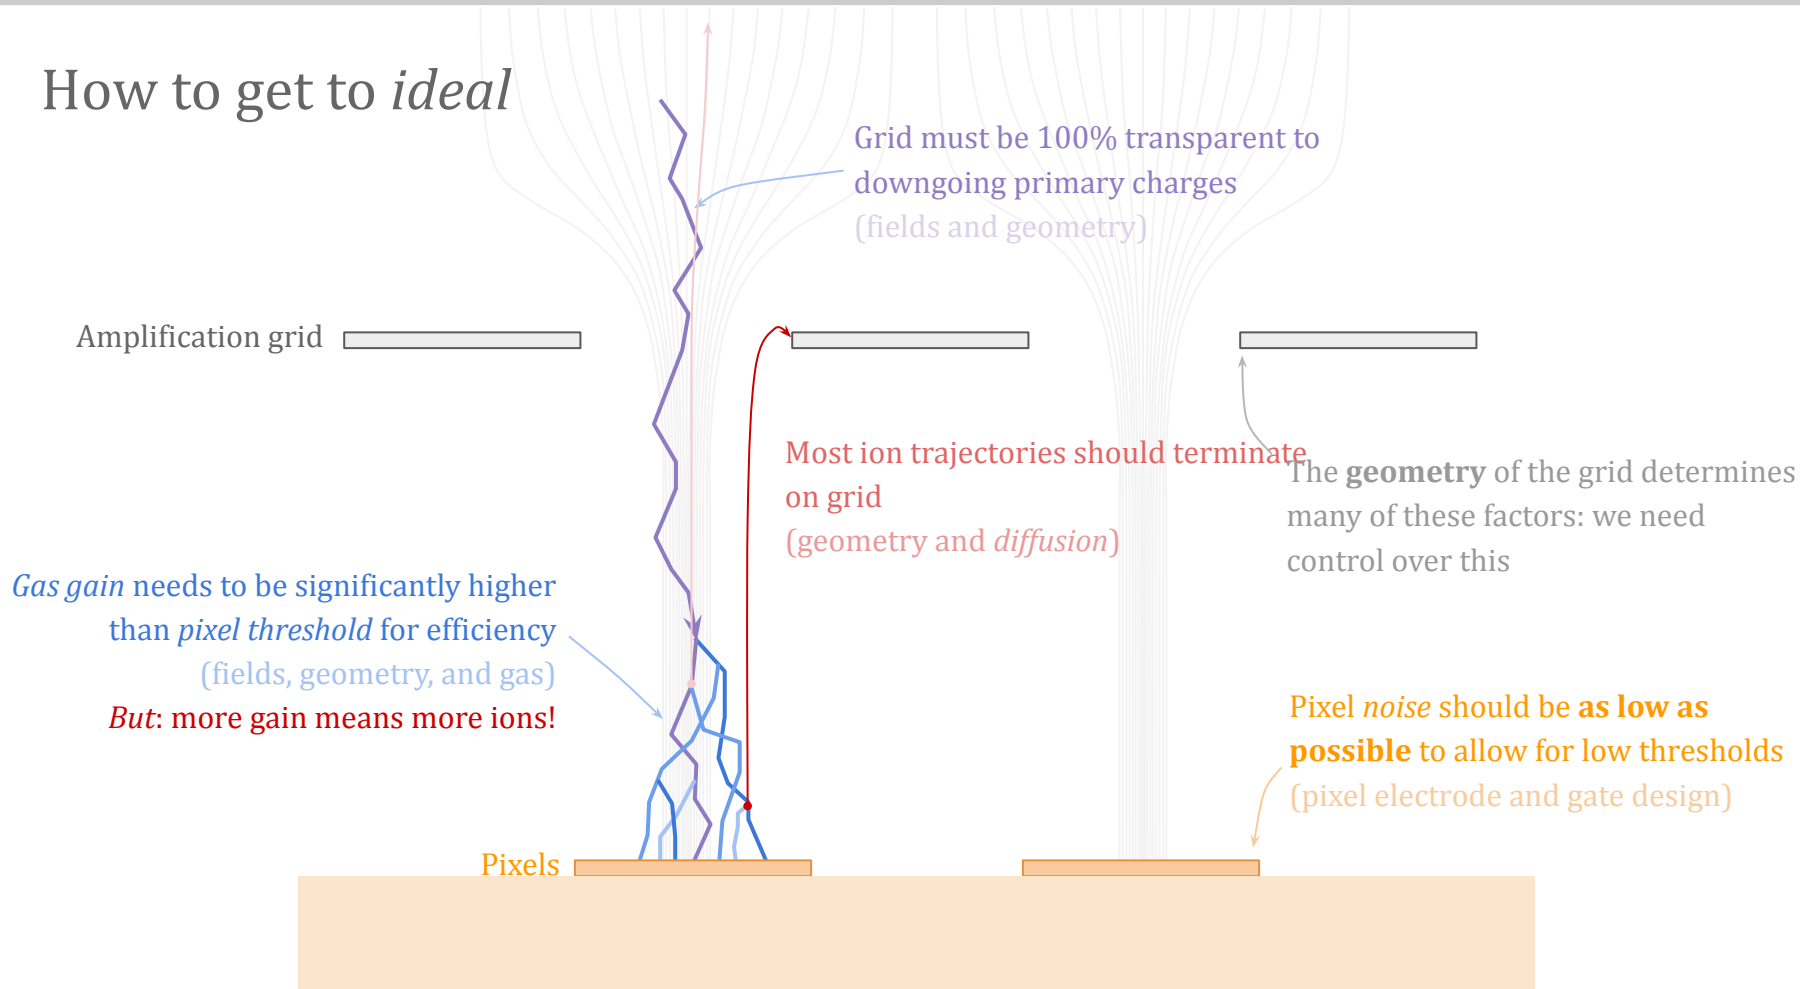 How to get to ideal
Grid must be 100% transparent to
downgoing primary charges
(fields and geometry)
Amplification grid
Most ion trajectories should terminate
on grid
(geometry and diffusion)
The geometry of the grid determines
many of these factors: we need
control over this
Gas gain needs to be significantly higher
than pixel threshold for efficiency
(fields, geometry, and gas)
But: more gain means more ions!
Pixel noise should be as low as
possible to allow for low thresholds
(pixel electrode and gate design)
Pixels